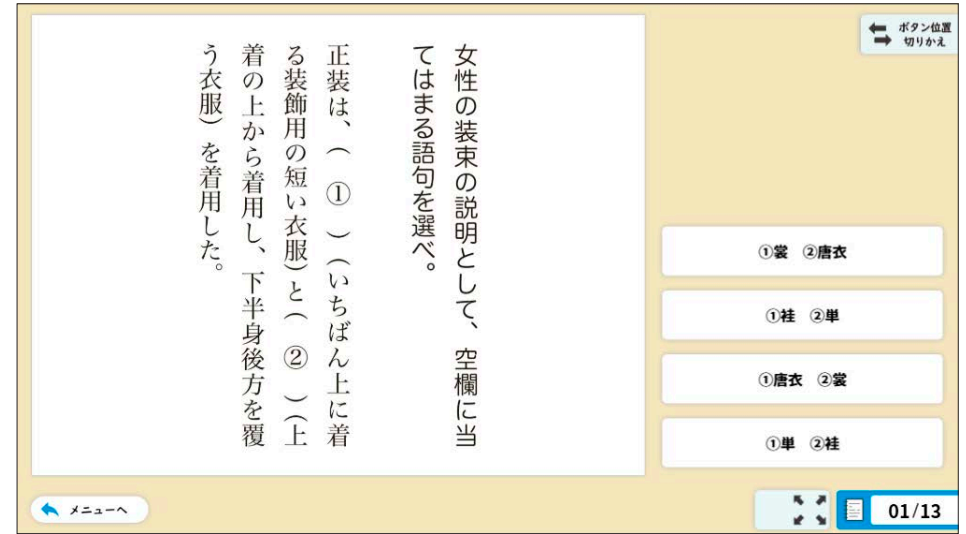 女性の装束の説明として、空欄に当
てはまる語句を選べ。
正装は、（　①　）（いちばん上に着
る装飾用の短い衣服）と（　②　）（上
着の上から着用し、下半身後方を覆
う衣服）を着用した。
ボタン位置
切りかえ
①裳　②唐衣
①袿　②単
①唐衣　②裳
①単　②袿
メニューへ
01/13